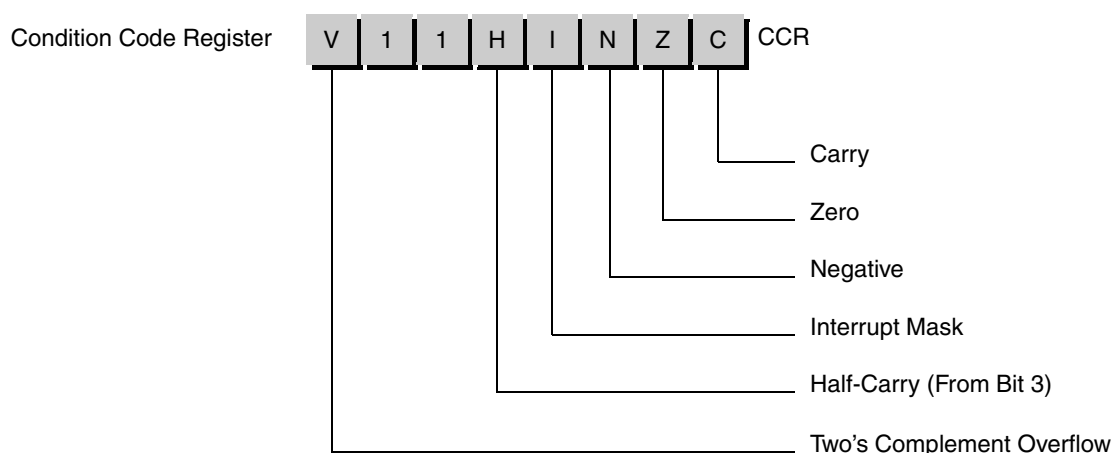 Condition Code Register V 1 1 H I N Z C CCR
Carry
Zero
Negative
Interrupt Mask
Half-Carry (From Bit 3)
Two's Complement Overflow